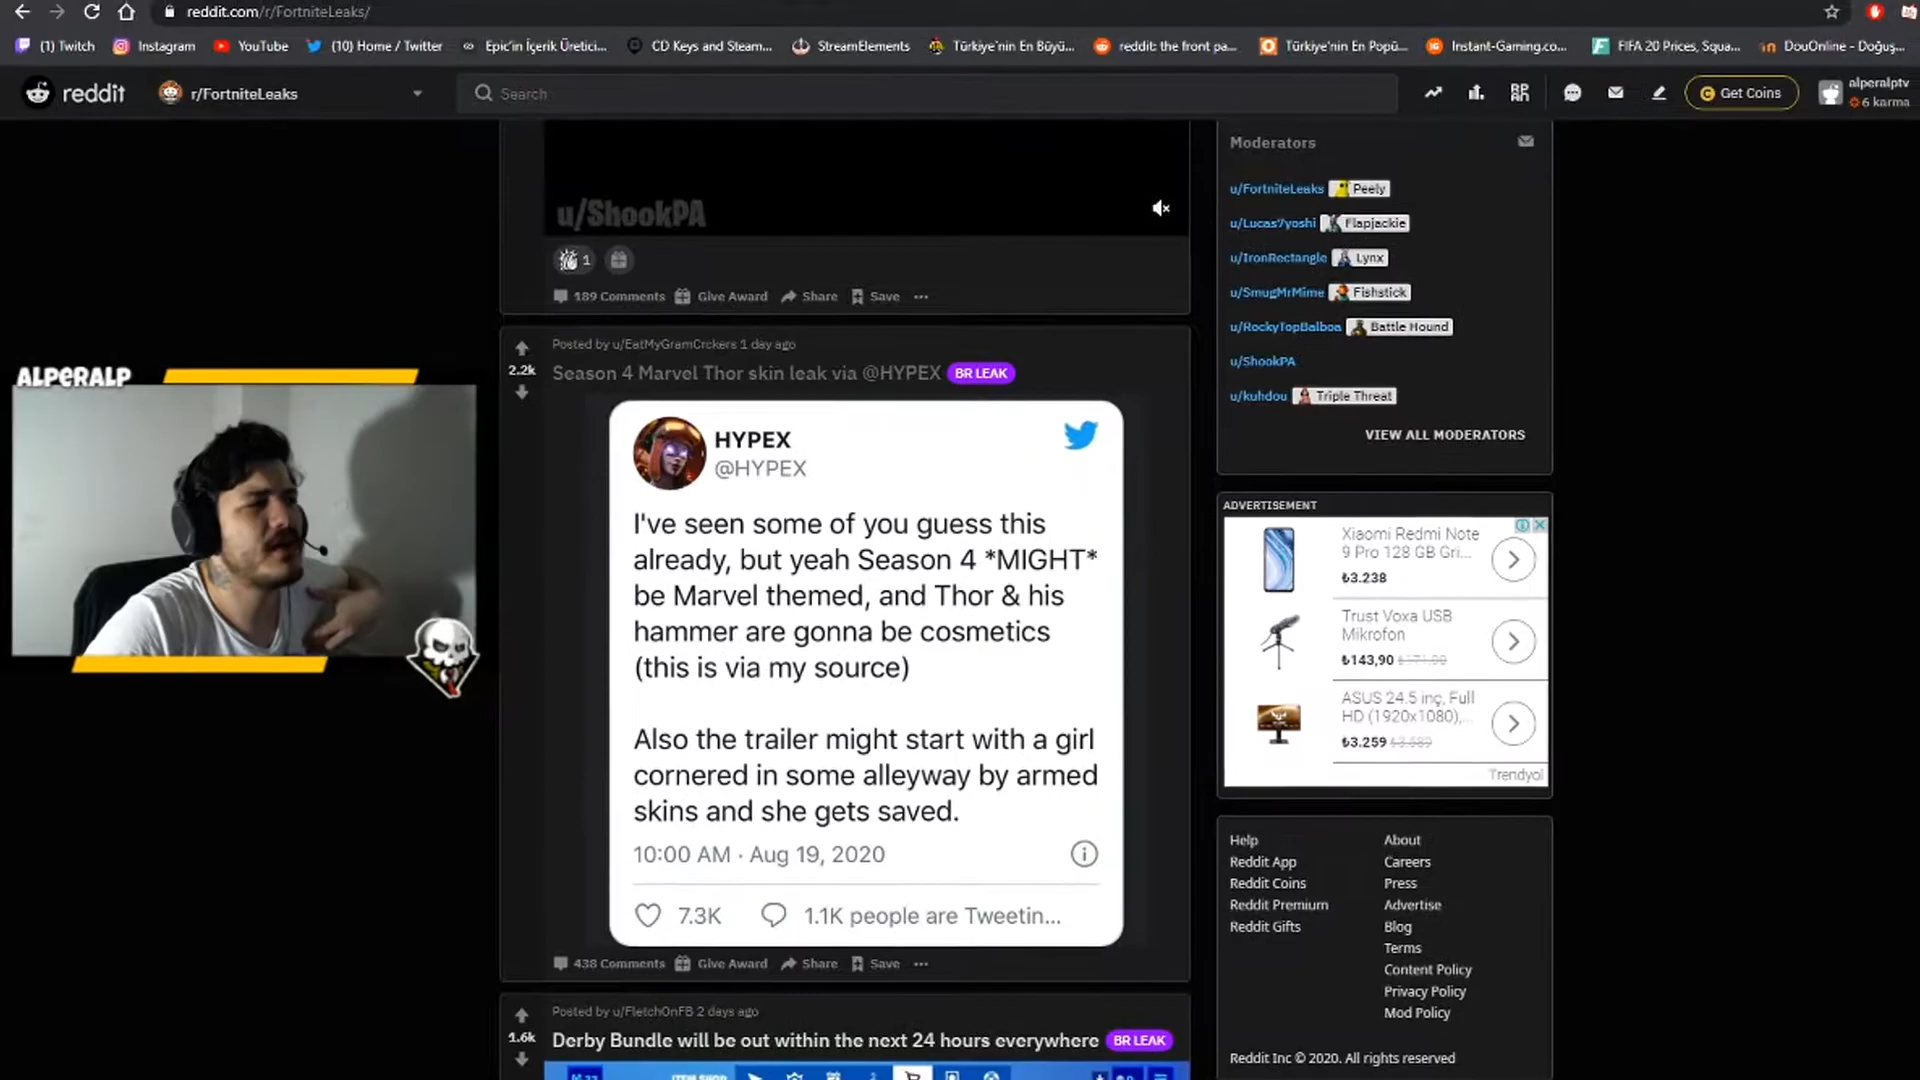 reddit.com/r/FortniteLeaks/
(1) Twitch
Instagram
YouTube
(10) Home / Twitter
Epic'in İçerik Üretici...
CD Keys and Steam...
StreamElements
Türkiye'nin En Büyü...
reddit: the front pa...
Türkiye'nin En Popü...
Instant-Gaming.co...
FIFA 20 Prices, Squa...
DouOnline - Doğuş...
reddit
r/FortniteLeaks
Search
Get Coins
alperalptv
6 karma
u/ShookPA
1
189 Comments Give Award Share Save ...
Posted by u/EatMyGramCrckers 1 day ago
2.2k
Season 4 Marvel Thor skin leak via @HYPEX BR LEAK
HYPEX
@HYPEX
I've seen some of you guess this
already, but yeah Season 4 *MIGHT*
be Marvel themed, and Thor & his
hammer are gonna be cosmetics
(this is via my source)
Also the trailer might start with a girl
cornered in some alleyway by armed
skins and she gets saved.
10:00 AM · Aug 19, 2020
7.3K 1.1K people are Tweetin...
438 Comments Give Award Share Save ...
Posted by u/FletchOnFB 2 days ago
1.6k
Derby Bundle will be out within the next 24 hours everywhere BR LEAK
ITEM SHOP
ALPERALP
Moderators
u/FortniteLeaks Peely
u/Lucas7yoshi Flapjackie
u/IronRectangle Lynx
u/SmugMrMime Fishstick
u/RockyTopBalboa Battle Hound
u/ShookPA
u/kuhdou Triple Threat
VIEW ALL MODERATORS
ADVERTISEMENT
Xiaomi Redmi Note
9 Pro 128 GB Gri...
₺3.238
Trust Voxa USB
Mikrofon
₺143,90 ₺171,00
ASUS 24.5 inç, Full
HD (1920x1080),...
₺3.259
Trendyol
Help
Reddit App
Reddit Coins
Reddit Premium
Reddit Gifts
About
Careers
Press
Advertise
Blog
Terms
Content Policy
Privacy Policy
Mod Policy
Reddit Inc © 2020. All rights reserved